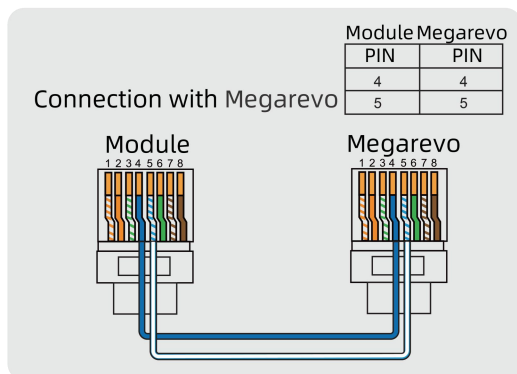 Module Megarevo
PIN PIN
4 4
5 5
Connection with Megarevo
Module
1 2 3 4 5 6 7 8
Megarevo
1 2 3 4 5 6 7 8